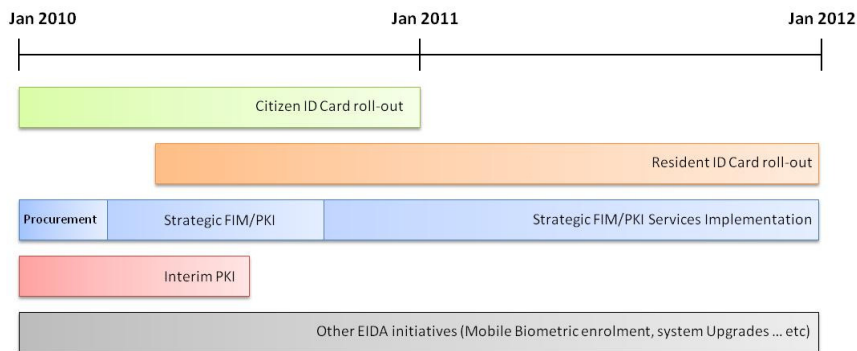 Jan 2010 Jan 2011 Jan 2012
Citizen ID Card roll-out
Resident ID Card roll-out
Procurement Strategic FIM/PKI Strategic FIM/PKI Services Implementation
Interim PKI
Other EIDA initiatives (Mobile Biometric enrolment, system Upgrades ... etc)